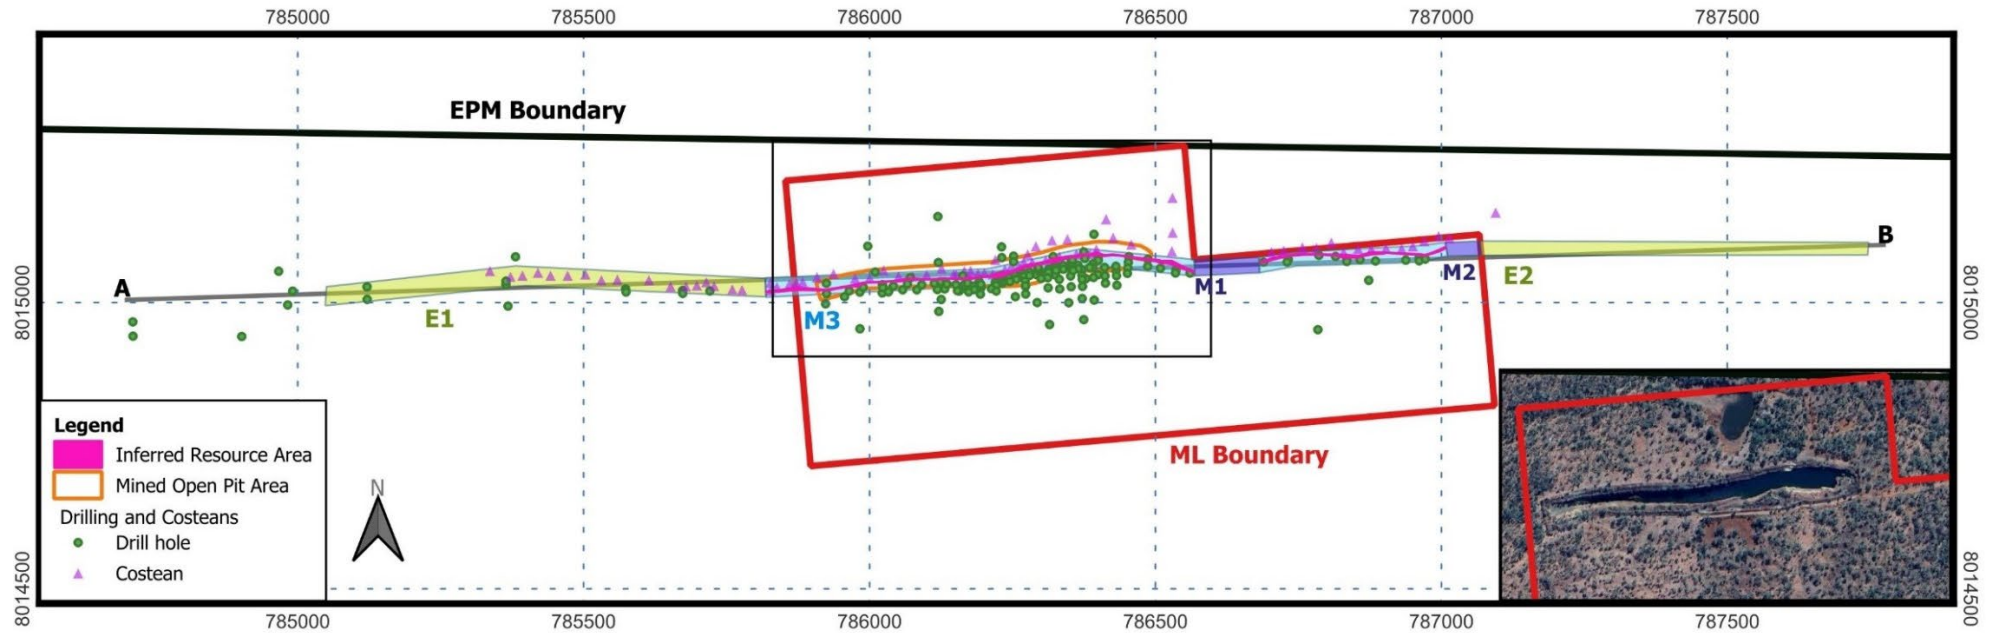 785000 785500 786000 786500 787000 787500
EPM Boundary
A
B
E1
M3
M1
M2
E2
8015000
8015000
ML Boundary
Legend
Inferred Resource Area
Mined Open Pit Area
Drilling and Costeans
Drill hole
Costean
N
8014500
8014500
785000 785500 786000 786500 787000 787500